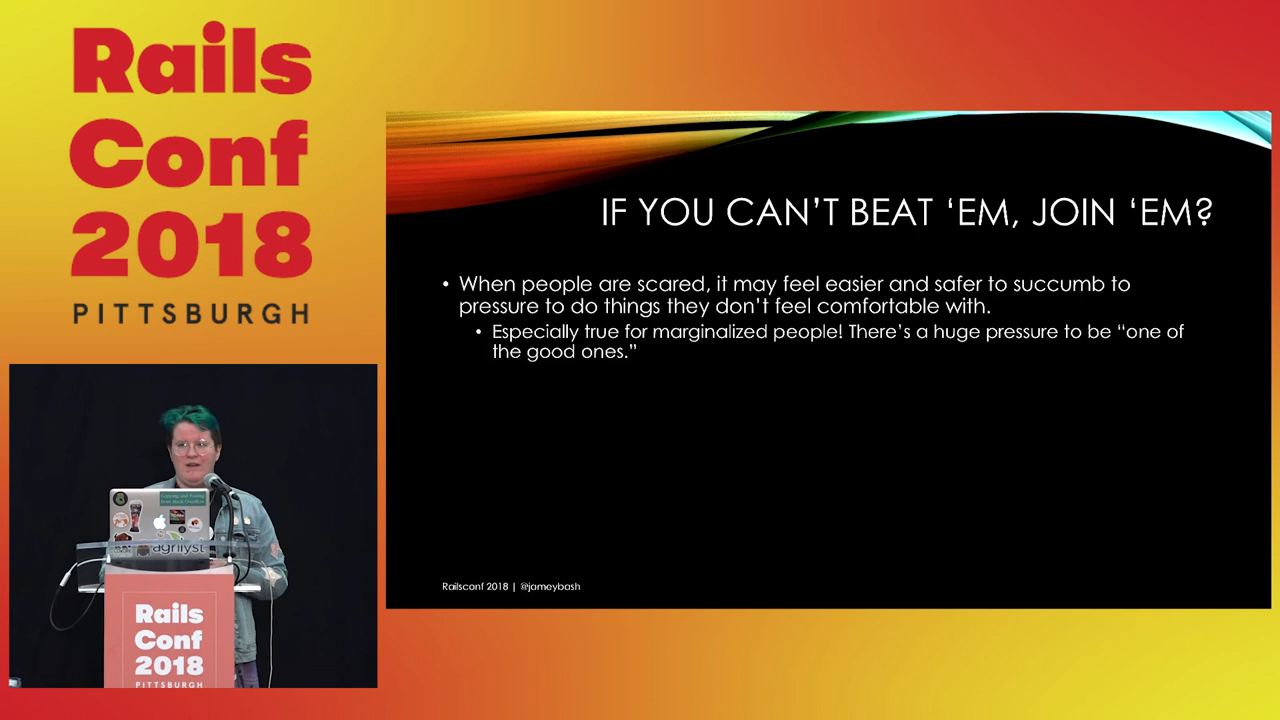 Rails
Conf
2018
PITTSBURGH
IF YOU CAN’T BEAT ‘EM, JOIN ‘EM?
• When people are scared, it may feel easier and safer to succumb to
pressure to do things they don’t feel comfortable with.
• Especially true for marginalized people! There’s a huge pressure to be “one of
the good ones.”
Railsconf 2018 | @jameybash
agrilyst
Rails
Conf
2018
PITTSBURGH